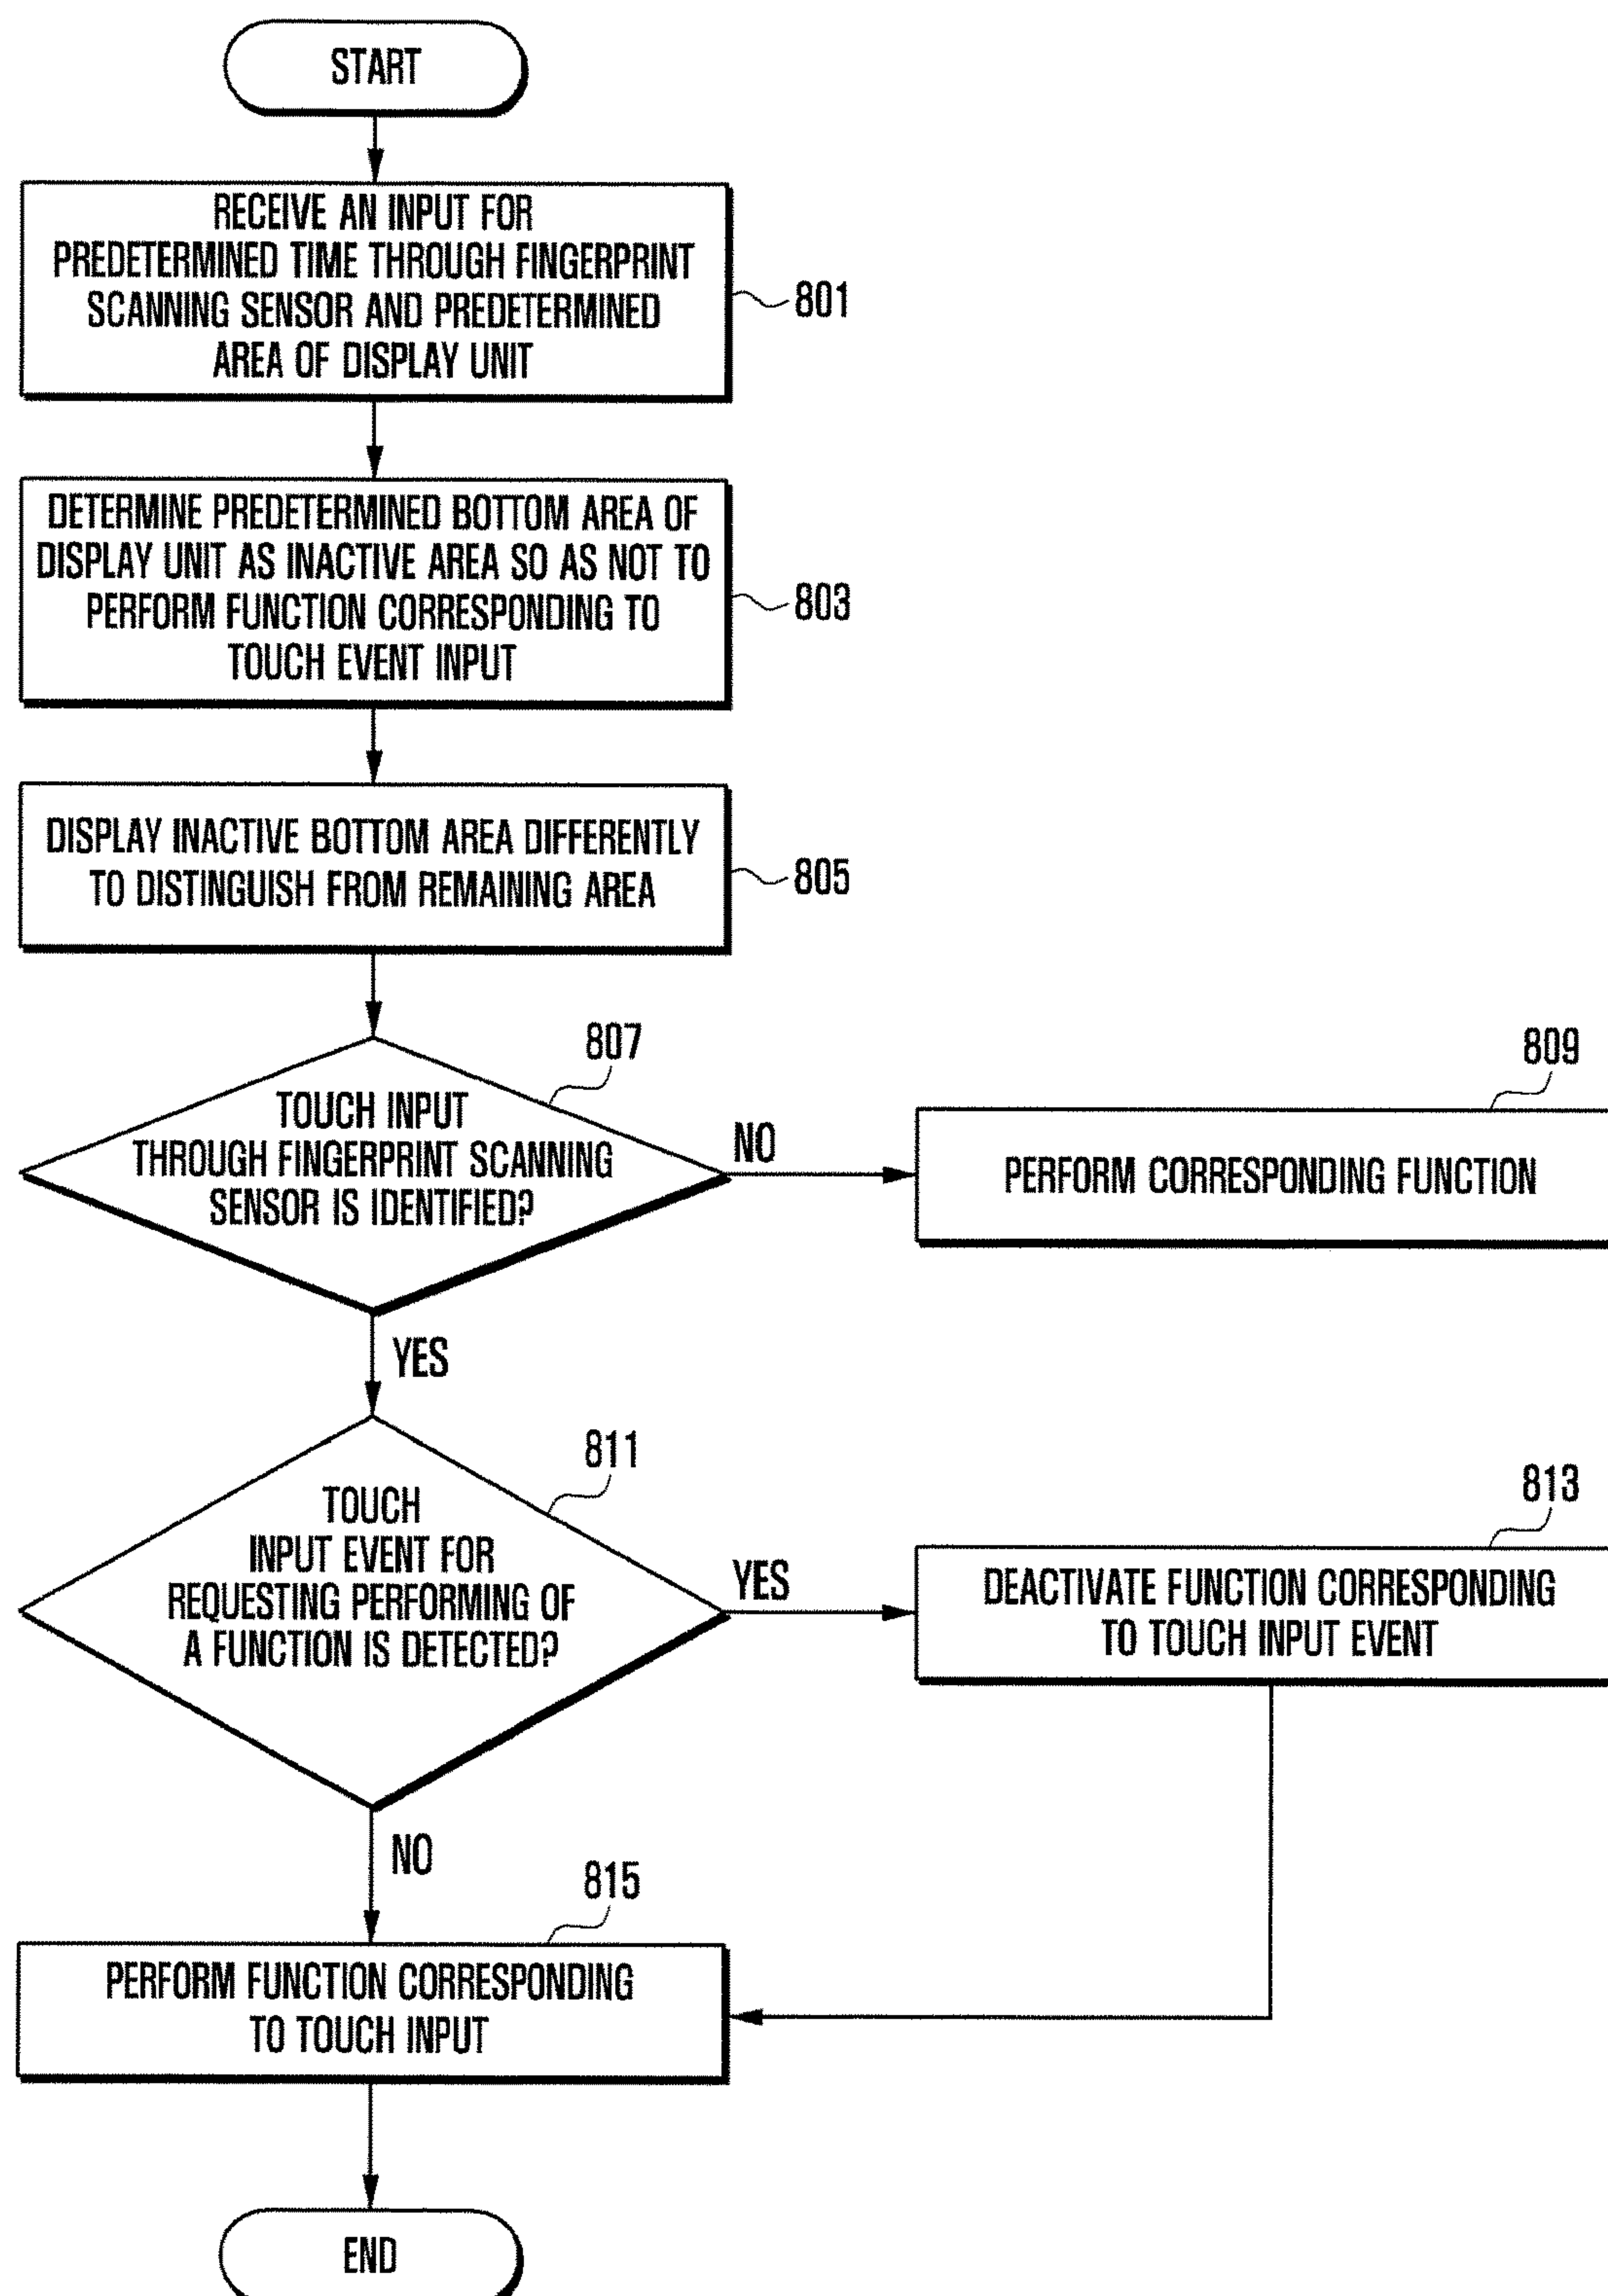 START
RECEIVE AN INPUT FOR
PREDETERMINED TIME THROUGH FINGERPRINT
SCANNING SENSOR AND PREDETERMINED
AREA OF DISPLAY UNIT
801
DETERMINE PREDETERMINED BOTTOM AREA OF
DISPLAY UNIT AS INACTIVE AREA SO AS NOT TO
PERFORM FUNCTION CORRESPONDING TO
TOUCH EVENT INPUT
803
DISPLAY INACTIVE BOTTOM AREA DIFFERENTLY
TO DISTINGUISH FROM REMAINING AREA
805
807
TOUCH INPUT
THROUGH FINGERPRINT SCANNING
SENSOR IS IDENTIFIED?
NO
809
PERFORM CORRESPONDING FUNCTION
YES
811
TOUCH
INPUT EVENT FOR
REQUESTING PERFORMING OF
A FUNCTION IS DETECTED?
YES
813
DEACTIVATE FUNCTION CORRESPONDING
TO TOUCH INPUT EVENT
NO
815
PERFORM FUNCTION CORRESPONDING
TO TOUCH INPUT
END